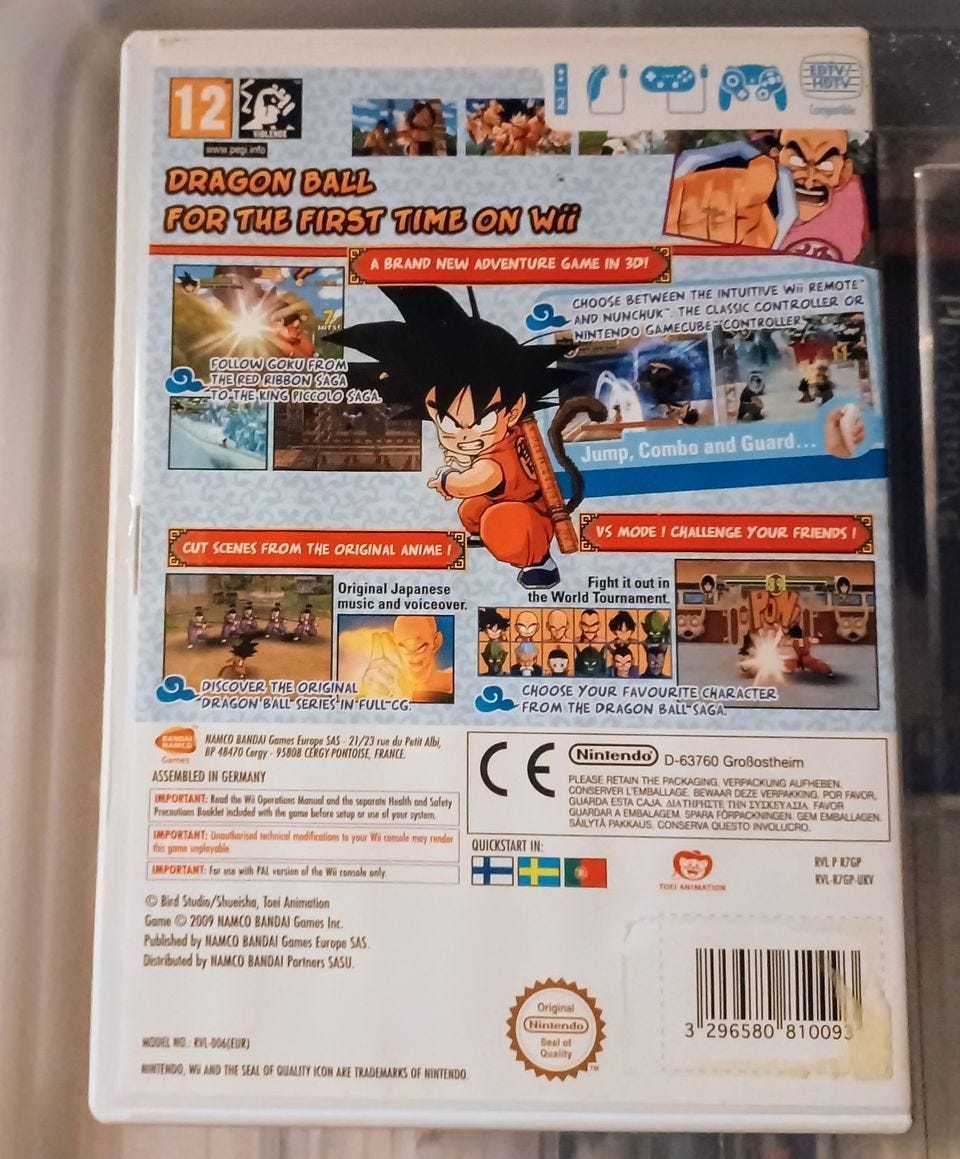 12
VIOLENCE
www.pegi.info
2
EDTV/
HDTV
Compatible
DRAGON BALL
FOR THE FIRST TIME ON Wii
A BRAND NEW ADVENTURE GAME IN 3D!
CHOOSE BETWEEN THE INTUITIVE Wii REMOTE™
AND NUNCHUK™, THE CLASSIC CONTROLLER OR
NINTENDO GAMECUBE™ CONTROLLER
HITS!
FOLLOW GOKU FROM
THE RED RIBBON SAGA
TO THE KING PICCOLO SAGA.
Jump, Combo and Guard...
CUT SCENES FROM THE ORIGINAL ANIME !
VS MODE ! CHALLENGE YOUR FRIENDS !
Original Japanese
music and voiceover.
Fight it out in
the World Tournament.
POW
DISCOVER THE ORIGINAL
DRAGON BALL SERIES IN FULL CG.
CHOOSE YOUR FAVOURITE CHARACTER
FROM THE DRAGON BALL SAGA.
BANDAI
NAMCO
Games
NAMCO BANDAI Games Europe SAS - 21/23 rue du Petit Albi,
BP 48470 Cergy - 95808 CERGY PONTOISE, FRANCE.
ASSEMBLED IN GERMANY
IMPORTANT: Read the Wii Operations Manual and the separate Health and Safety
Precautions Booklet included with the game before setup or use of your system.
IMPORTANT: Unauthorised technical modifications to your Wii console may render
this game unplayable.
IMPORTANT: For use with PAL version of the Wii console only.
CE
Nintendo®
D-63760 Großostheim
PLEASE RETAIN THE PACKAGING. VERPACKUNG AUFHEBEN.
CONSERVER L'EMBALLAGE. BEWAAR DEZE VERPAKKING. POR FAVOR,
GUARDA ESTA CAJA. ΔΙΑΤΗΡΗΣΤΕ ΤΗΝ ΣΥΣΚΕΥΑΣΙΑ. FAVOR
GUARDAR A EMBALAGEM. SPARA FÖRPACKNINGEN. GEM EMBALLAGEN.
SÄILYTÄ PAKKAUS. CONSERVA QUESTO INVOLUCRO.
QUICKSTART IN:
TOEI ANIMATION
RVL P R7GP
RVL-R7GP-UKV
© Bird Studio/Shueisha, Toei Animation
Game © 2009 NAMCO BANDAI Games Inc.
Published by NAMCO BANDAI Games Europe SAS.
Distributed by NAMCO BANDAI Partners SASU.
Original
Nintendo
Seal of
Quality
TM
3 296580 810093
MODEL NO.: RVL-006(EUR)
NINTENDO, Wii AND THE SEAL OF QUALITY ICON ARE TRADEMARKS OF NINTENDO.